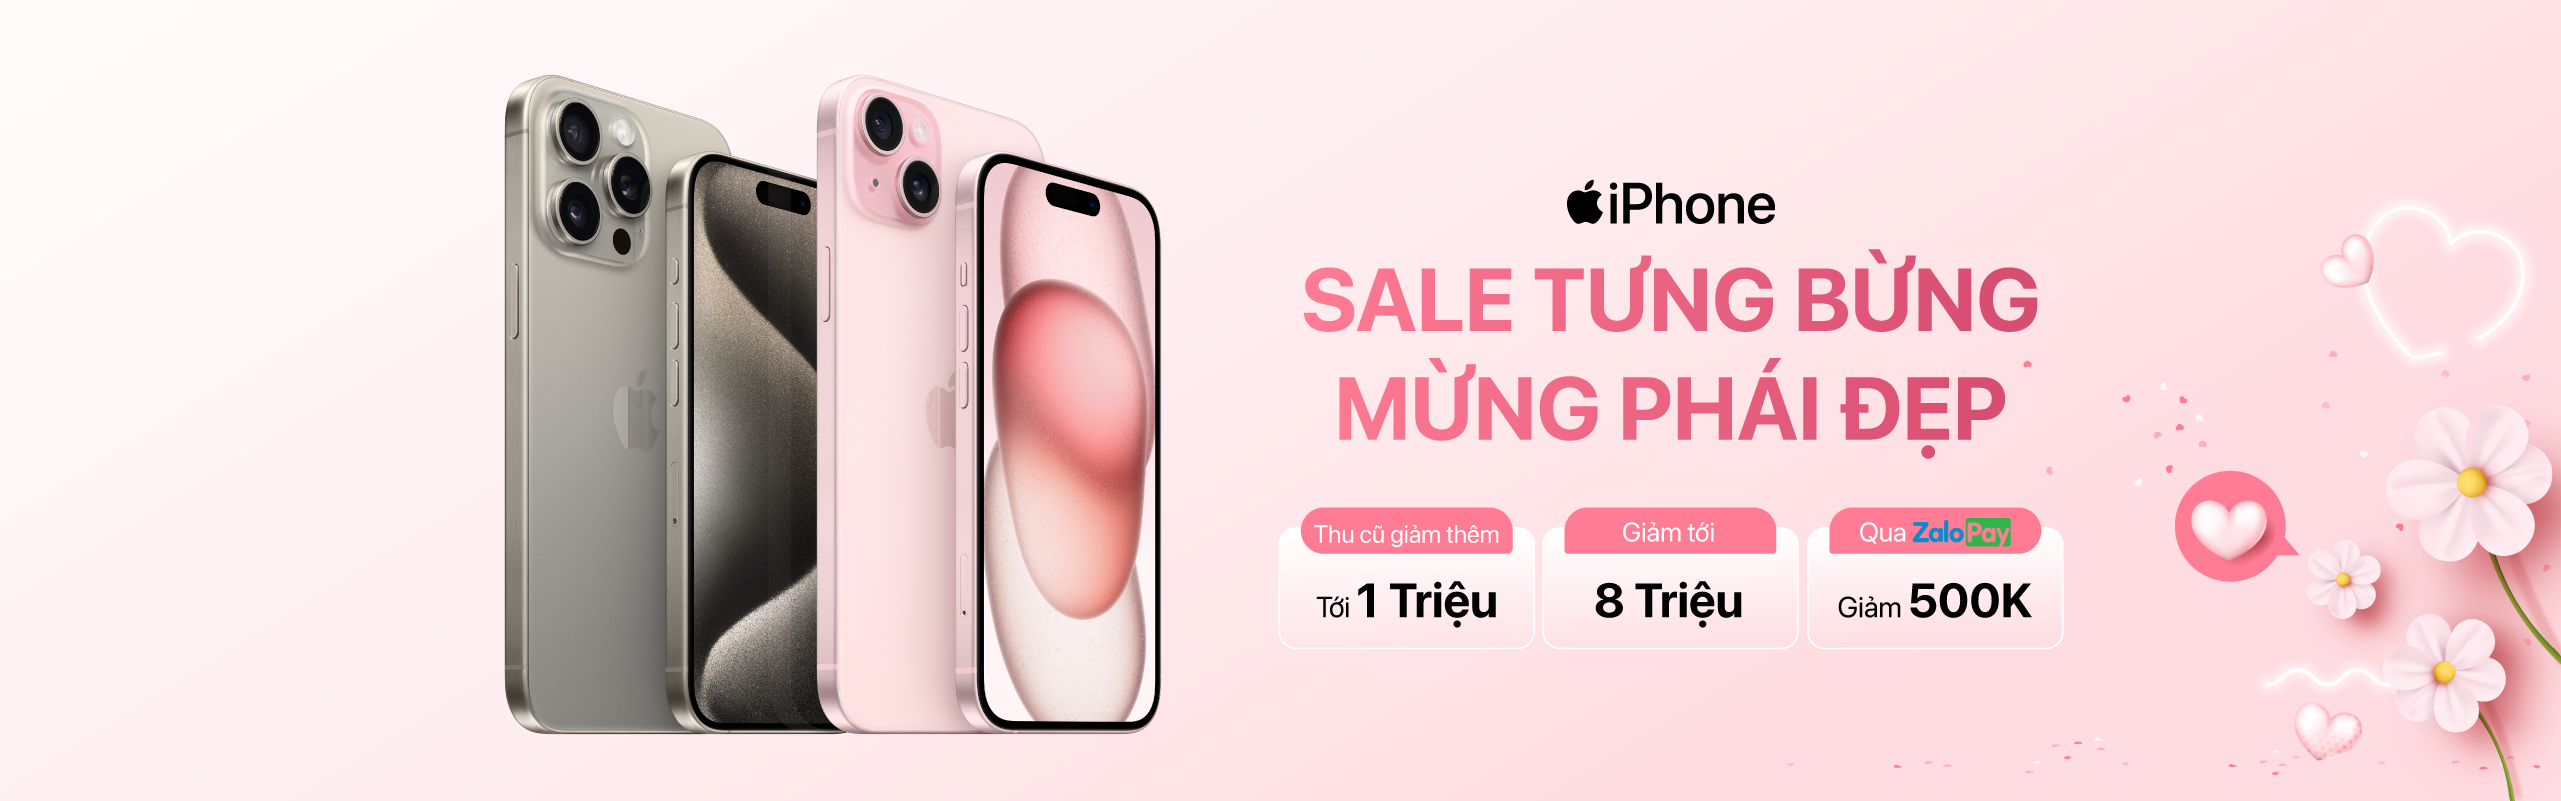 iPhone
SALE TƯNG BỪNG
MỪNG PHÁI ĐẸP
Thu cũ giảm thêm
Tới 1 Triệu
Giảm tới
8 Triệu
Qua ZaloPay
Giảm 500K